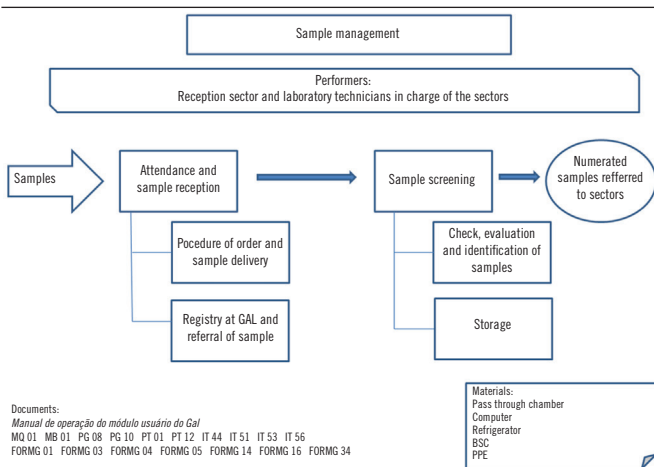 Sample management
Performers:
Reception sector and laboratory technicians in charge of the sectors
Samples
Attendance and
sample reception
Sample screening
Numerated
samples refferred
to sectors
Pocedure of order and
sample delivery
Check, evaluation
and identification of
samples
Registry at GAL and
referral of sample
Storage
Documents:
Manual de operação do módulo usuário do Gal
MQ 01 MB 01 PG 08 PG 10 PT 01 PT 12 IT 44 IT 51 IT 53 IT 56
FORMG 01 FORMG 03 FORMG 04 FORMG 05 FORMG 14 FORMG 16 FORMG 34
Materials:
Pass through chamber
Computer
Refrigerator
BSC
PPE